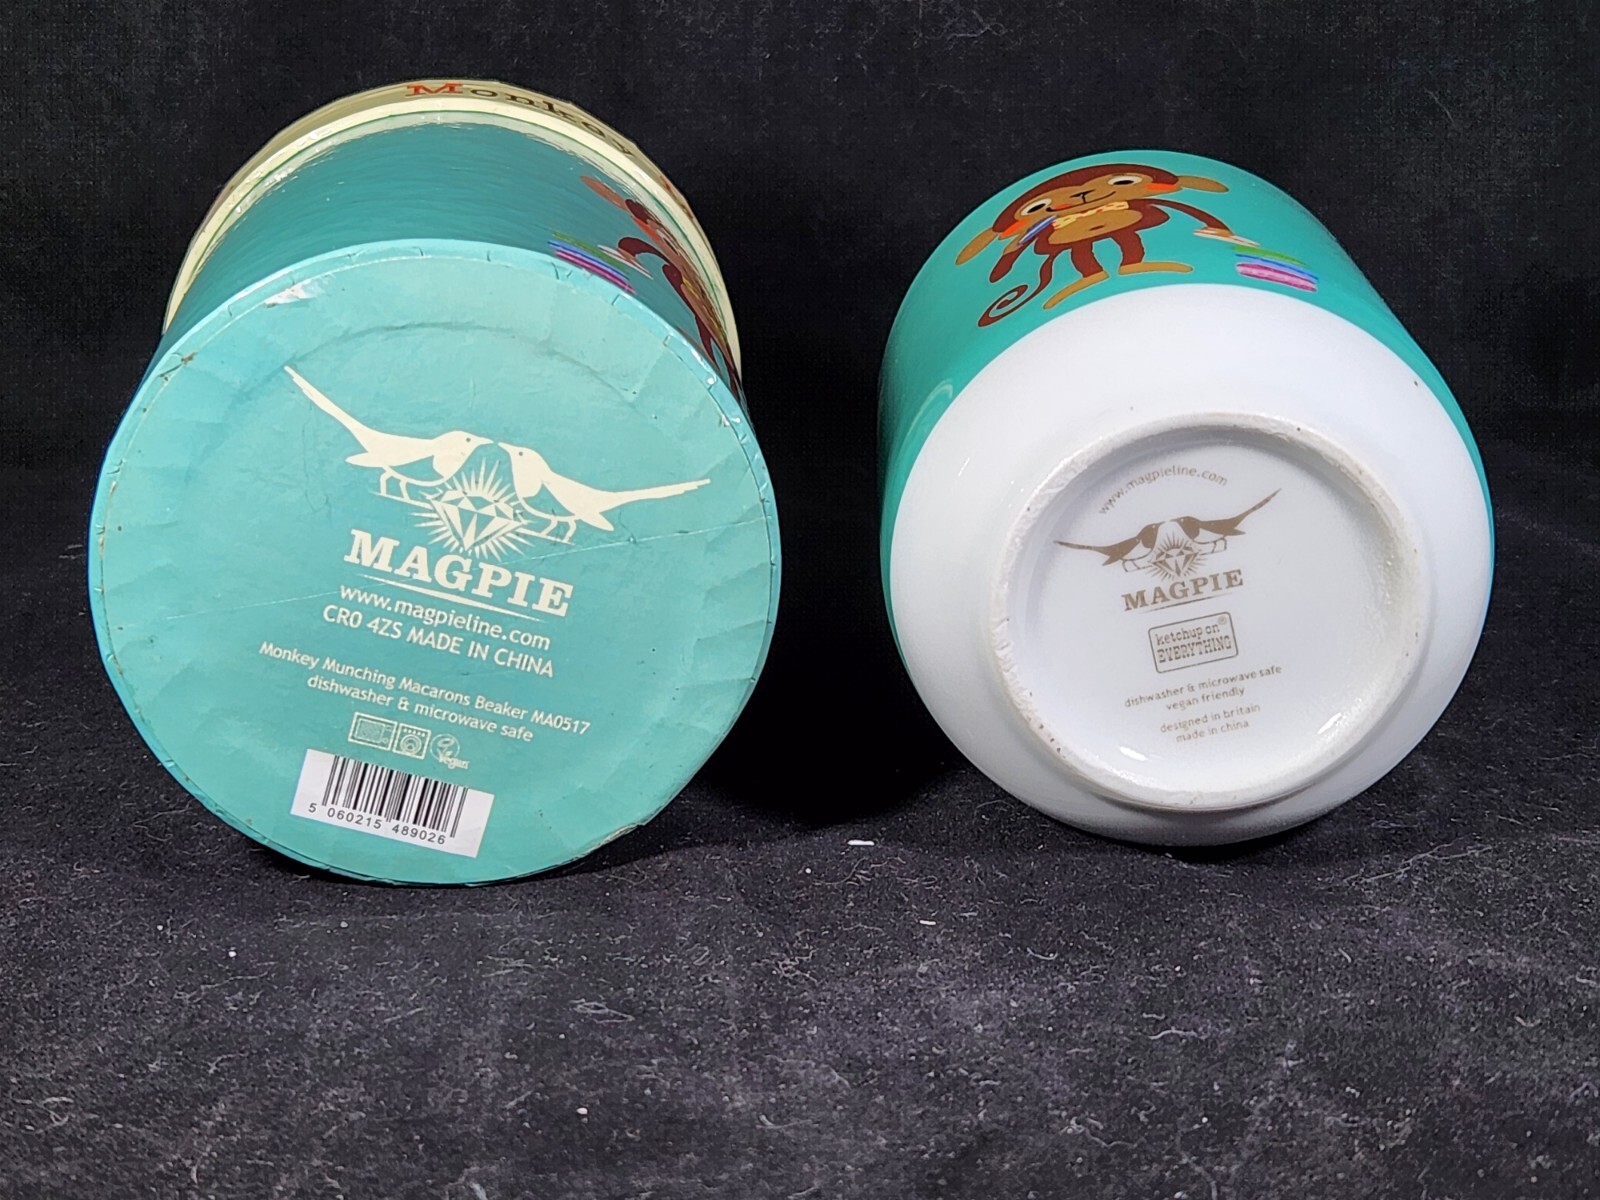 Monkey
MAGPIE
www.magpieline.com
CR0 4ZS MADE IN CHINA
Monkey Munching Macarons Beaker MA0517
dishwasher & microwave safe
Vegan
5 060215 489026
www.magpieline.com
MAGPIE
ketchup on®
EVERYTHING
dishwasher & microwave safe
vegan friendly
designed in britain
made in china